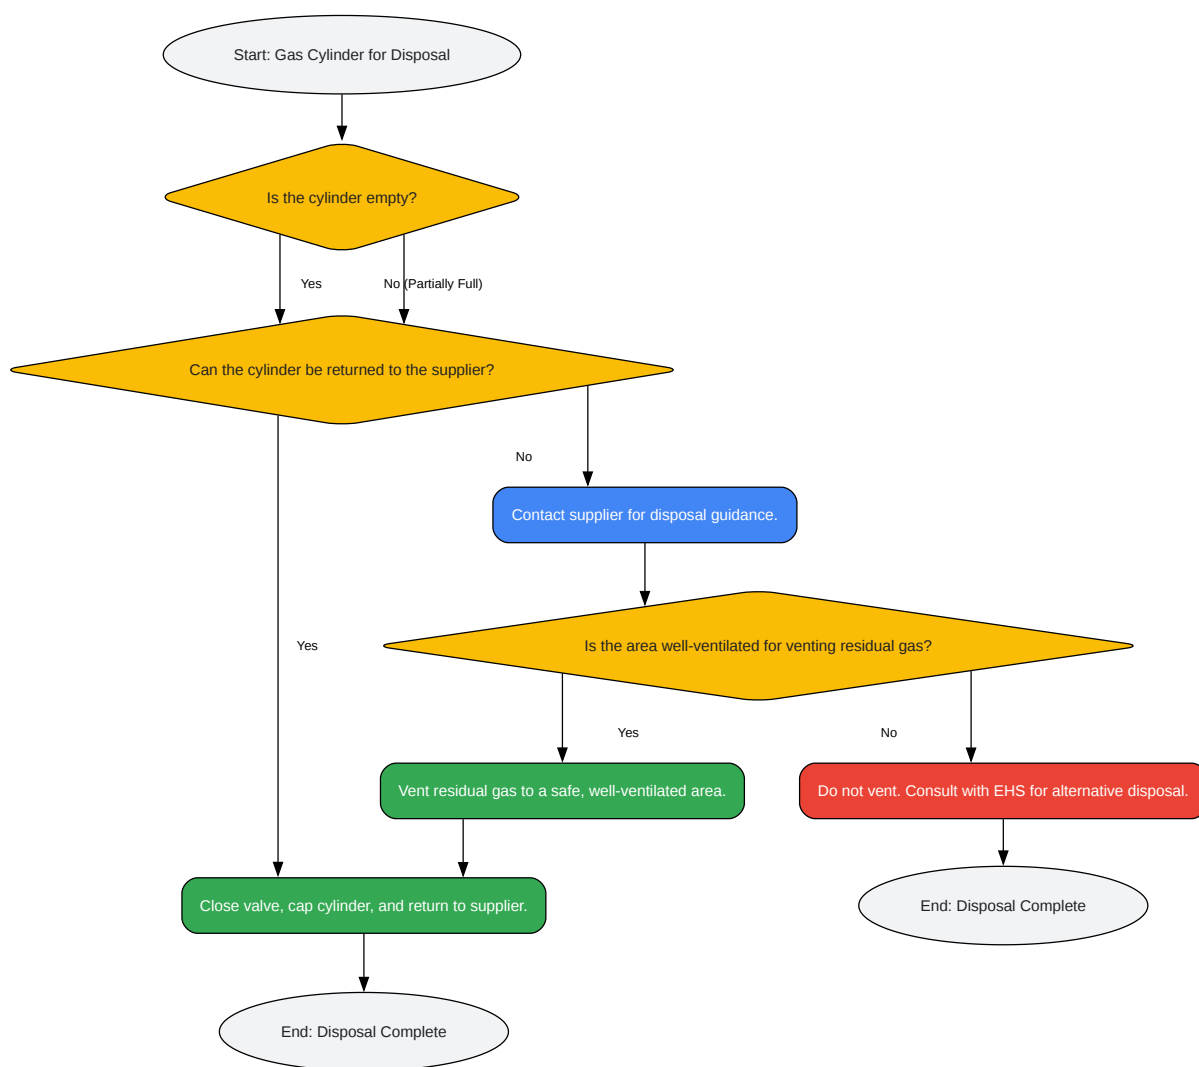 Start: Gas Cylinder for Disposal
Is the cylinder empty?
Yes
No (Partially Full)
Can the cylinder be returned to the supplier?
No
Contact supplier for disposal guidance.
Yes
Is the area well-ventilated for venting residual gas?
Yes
No
Vent residual gas to a safe, well-ventilated area.
Do not vent. Consult with EHS for alternative disposal.
Close valve, cap cylinder, and return to supplier.
End: Disposal Complete
End: Disposal Complete